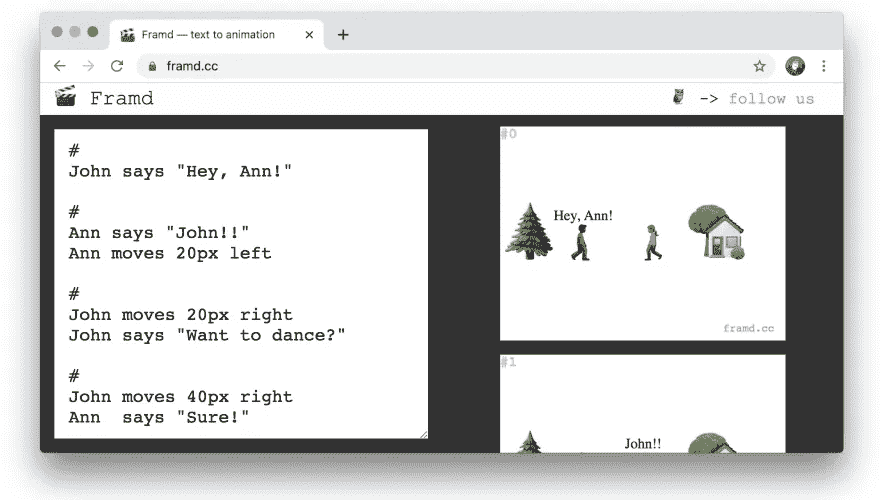 Framd — text to animation
framd.cc
Framd
-> follow us
#
John says "Hey, Ann!"
#
Ann says "John!!"
Ann moves 20px left
#
John moves 20px right
John says "Want to dance?"
#
John moves 40px right
Ann  says "Sure!"
#0
Hey, Ann!
framd.cc
#1
John!!